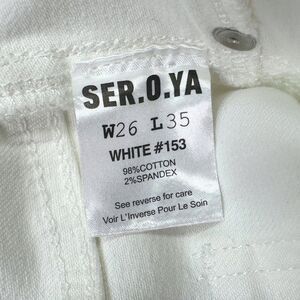 SER.O.YA
W26 L35
WHITE #153
98%COTTON
2%SPANDEX
See reverse for care
Voir L'Inverse Pour Le Soin